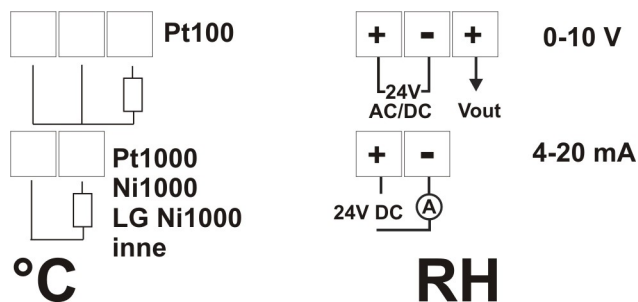 Pt100
+ - +
0-10 V
24V
AC/DC
Vout
Pt1000
Ni1000
LG Ni1000
inne
+ -
4-20 mA
24V DC
A
°C
RH